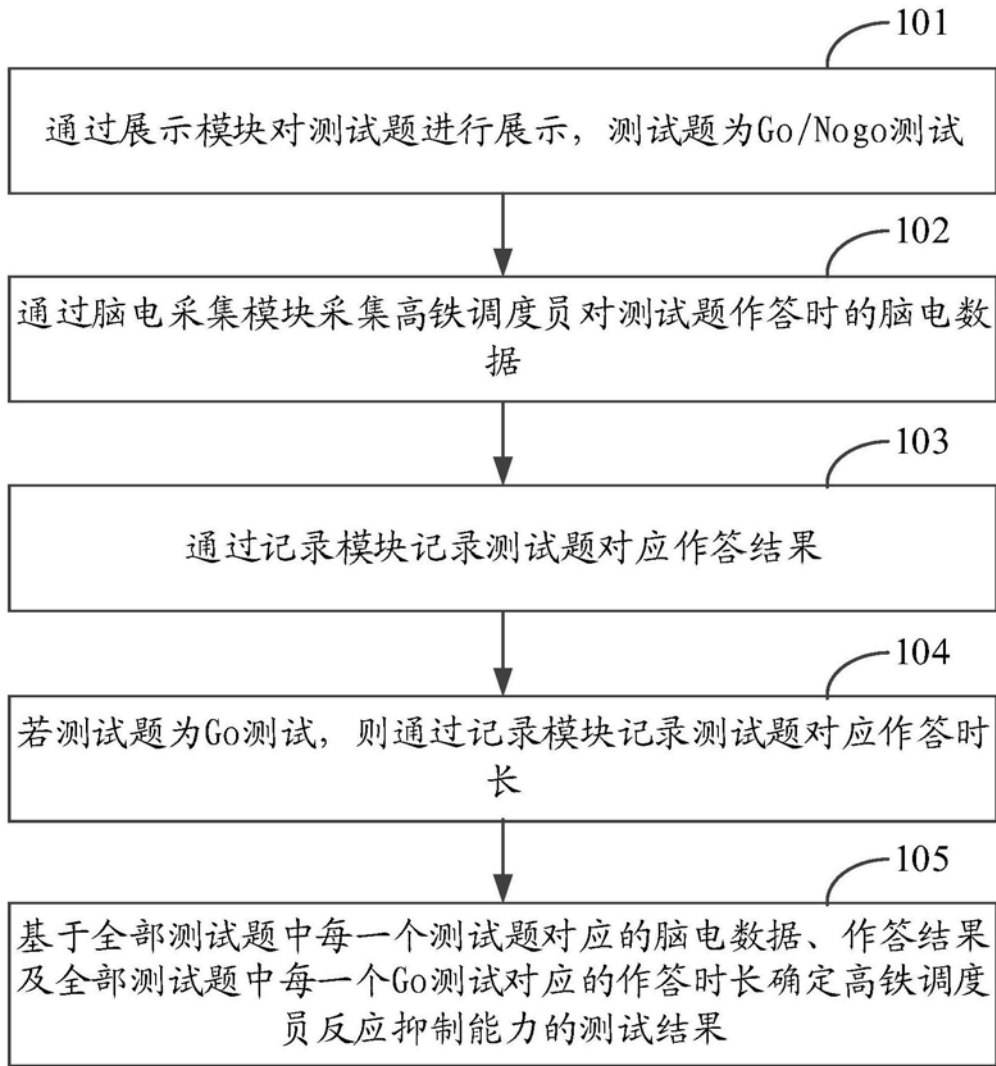 101
通过展示模块对测试题进行展示，测试题为Go/Nogo测试
102
通过脑电采集模块采集高铁调度员对测试题作答时的脑电数
据
103
通过记录模块记录测试题对应作答结果
104
若测试题为Go测试，则通过记录模块记录测试题对应作答时
长
105
基于全部测试题中每一个测试题对应的脑电数据、作答结果
及全部测试题中每一个Go测试对应的作答时长确定高铁调度
员反应抑制能力的测试结果